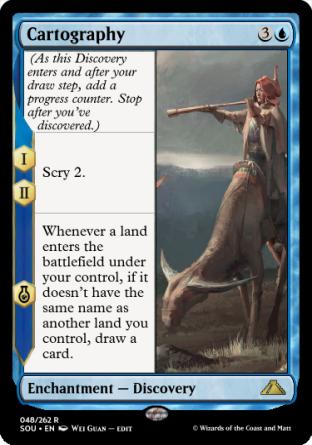 Cartography 3
(As this Discovery
enters and after your
draw step, add a
progress counter. Stop
after you've
discovered.)
I
II
Scry 2.
Whenever a land
enters the
battlefield under
your control, if it
doesn't have the
same name as
another land you
control, draw a
card.
Enchantment — Discovery
048/262 R
SOU • EN Wei Guan — edit
© Wizards of the Coast and Matt